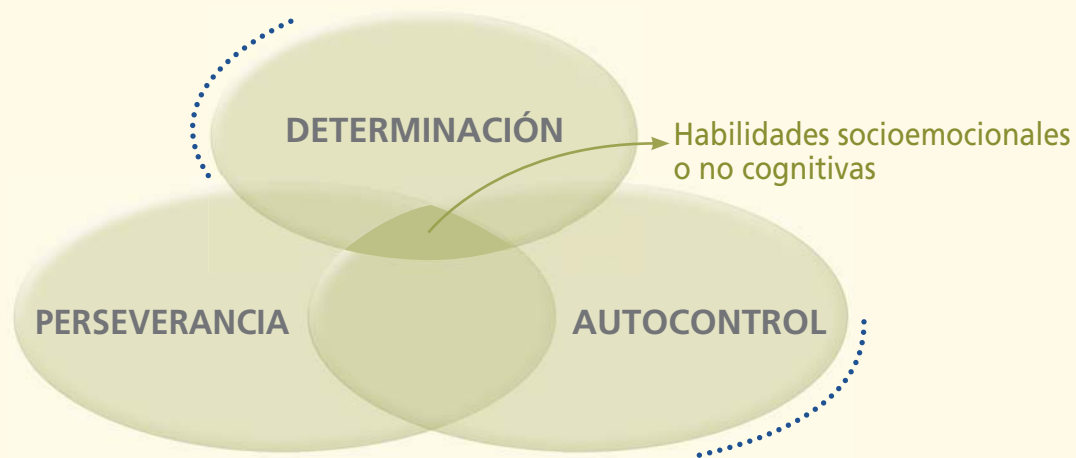 DETERMINACIÓN
Habilidades socioemocionales
o no cognitivas
PERSEVERANCIA
AUTOCONTROL